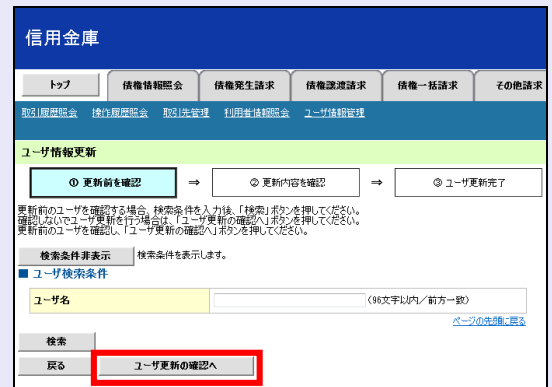 信用金庫
トップ 債権情報照会 債権発生請求 債権譲渡請求 債権一括請求 その他請求
取引履歴照会 操作履歴照会 取引先管理 利用者情報照会 ユーザ情報管理
ユーザ情報更新
① 更新前を確認 ⇒ ② 更新内容を確認 ⇒ ③ ユーザ更新完了
更新前のユーザを確認する場合、検索条件を入力後、「検索」ボタンを押してください。
確認しないでユーザ更新を行う場合は、「ユーザ更新の確認へ」ボタンを押してください。
更新前のユーザを確認し、「ユーザ更新の確認へ」ボタンを押してください。
検索条件非表示 検索条件を表示します。
■ ユーザ検索条件
ユーザ名 (96文字以内/前方一致)
ページの先頭に戻る
検索
戻る ユーザ更新の確認へ